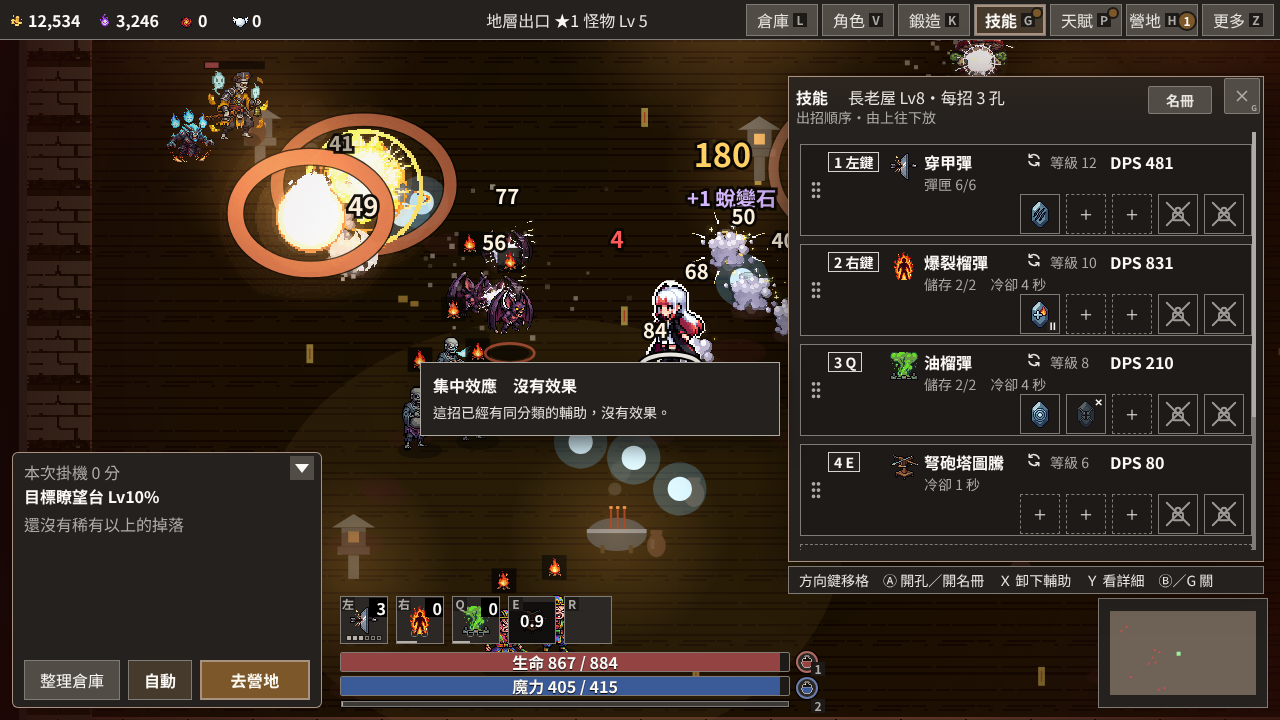 12,534 3,246 0 0 地層出口 ★1 怪物 Lv 5 倉庫 L 角色 V 鍛造 K 技能 G 天賦 P 營地 H 1 更多 Z
技能 長老屋 Lv8・每招 3 孔 名冊 G
出招順序・由上往下放
1 左鍵 穿甲彈 等級 12 DPS 481
彈匣 6/6
+ +
2 右鍵 爆裂榴彈 等級 10 DPS 831
儲存 2/2 冷卻 4 秒
+ +
3 Q 油榴彈 等級 8 DPS 210
儲存 2/2 冷卻 4 秒
+
4 E 弩砲塔圖騰 等級 6 DPS 80
冷卻 1 秒
+ + +
方向鍵移格 Ⓐ 開孔／開名冊 X 卸下輔助 Y 看詳細 Ⓑ／G 關
41
49
77
56
4
180
+1 蛻變石
50
40
68
84
集中效應 沒有效果
這招已經有同分類的輔助，沒有效果。
本次掛機 0 分
目標瞭望台 Lv10%
還沒有稀有以上的掉落
整理倉庫 自動 去營地
左 3 右 0 Q 0 E 0.9 R
生命 867 / 884 1
魔力 405 / 415 2